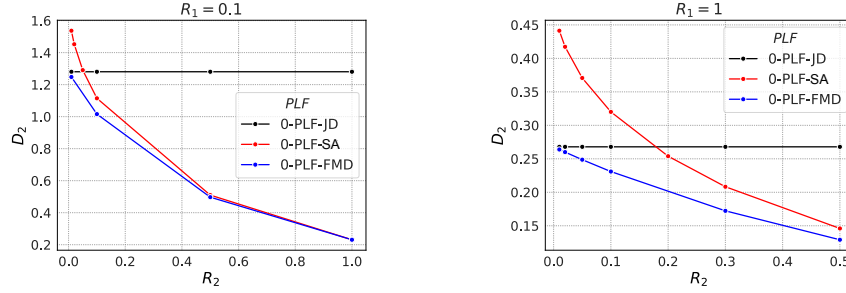 R₁ = 0.1
1.6
1.4
1.2
1.0
0.8
0.6
0.4
0.2
D₂
PLF
0-PLF-JD
0-PLF-SA
0-PLF-FMD
0.0 0.2 0.4 0.6 0.8 1.0
R₂
R₁ = 1
0.45
0.40
0.35
0.30
0.25
0.20
0.15
D₂
PLF
0-PLF-JD
0-PLF-SA
0-PLF-FMD
0.0 0.1 0.2 0.3 0.4 0.5
R₂